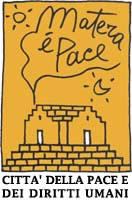 Matera
è Pace
CITTA' DELLA PACE E
DEI DIRITTI UMANI